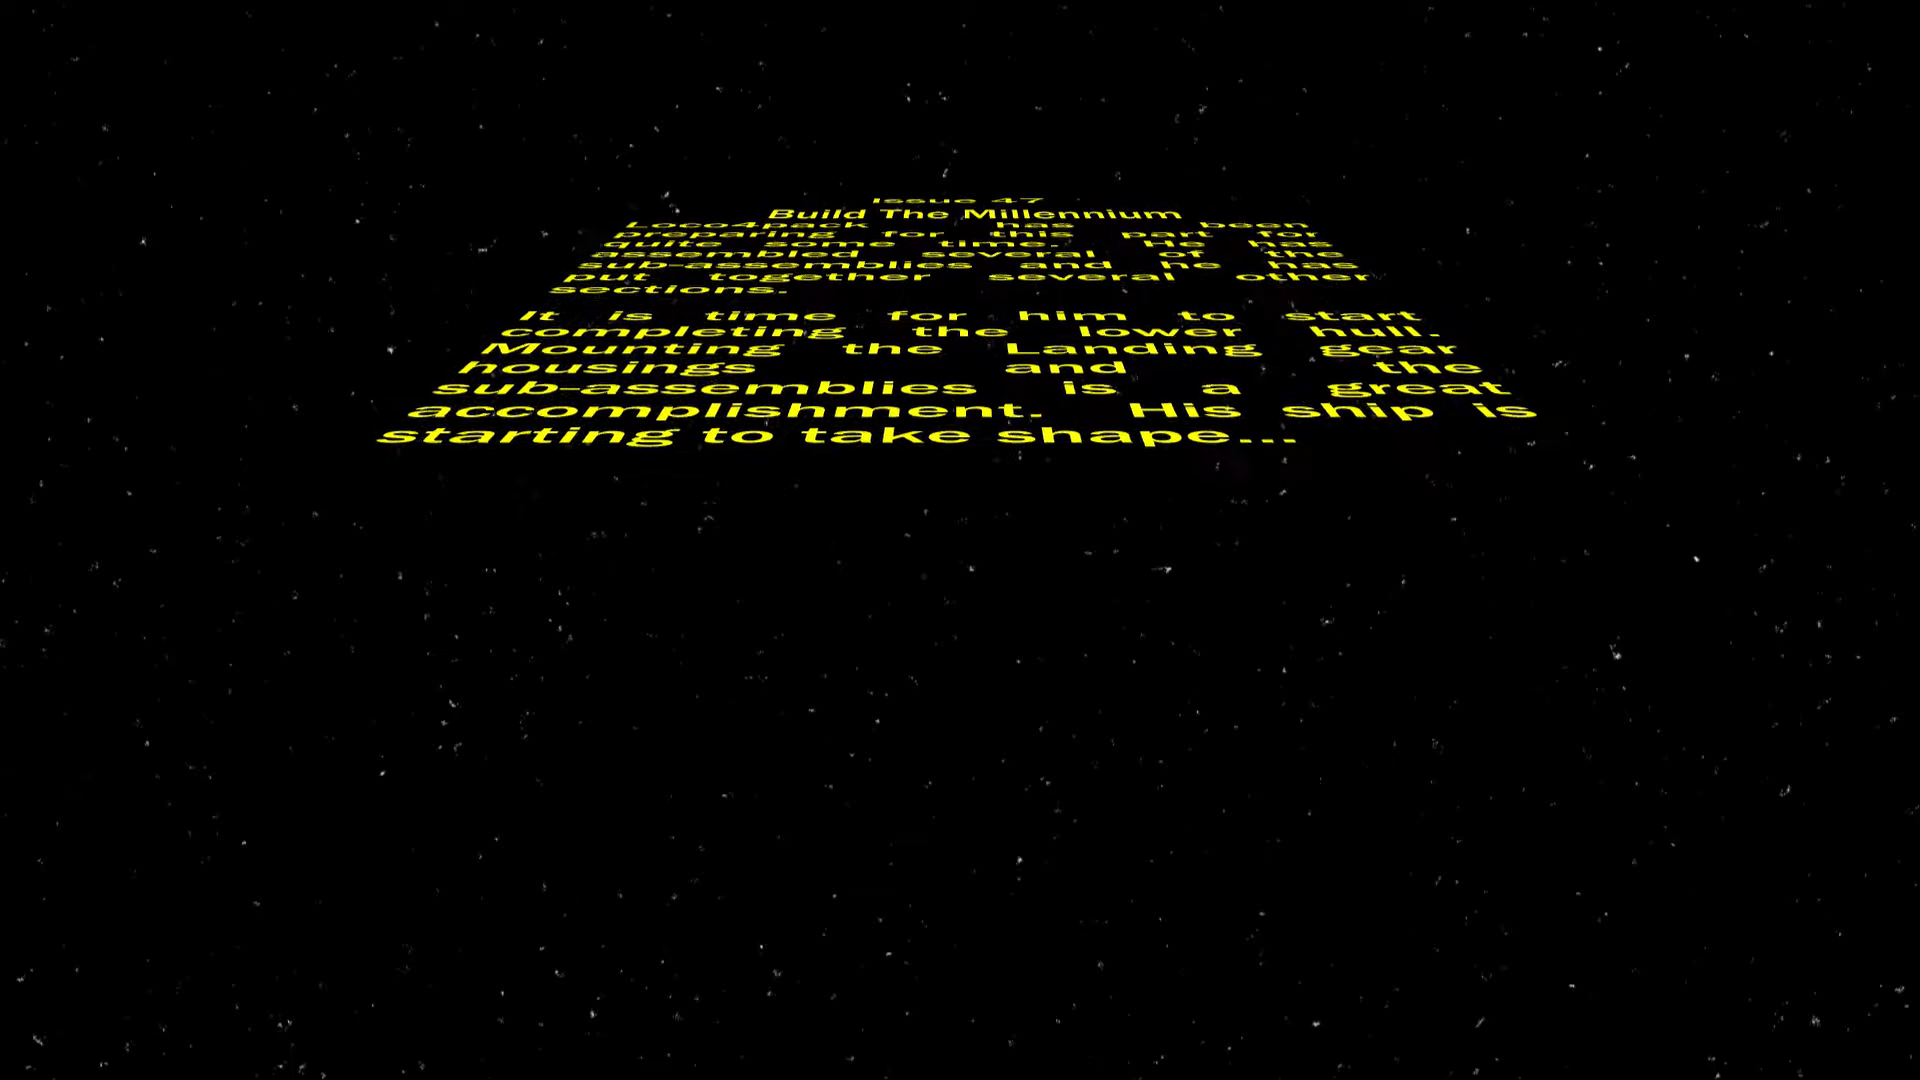 Issue 47
Build The Millennium
Loco4pack has been
preparing for this part for
quite some time. He has
assembled several of the
sub-assemblies and he has
put together several other
sections.
It is time for him to start
completing the lower hull.
Mounting the Landing gear
housings and the
sub-assemblies is a great
accomplishment. His ship is
starting to take shape...